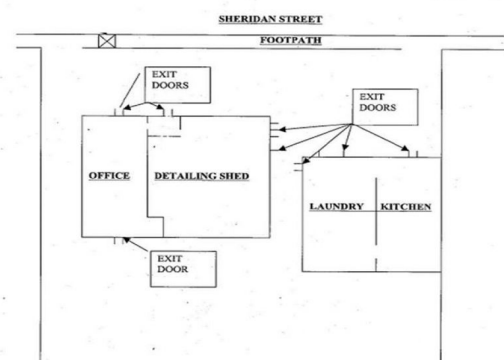 SHERIDAN STREET
FOOTPATH
EXIT
DOORS
EXIT
DOORS
OFFICE
DETAILING SHED
LAUNDRY
KITCHEN
EXIT
DOOR